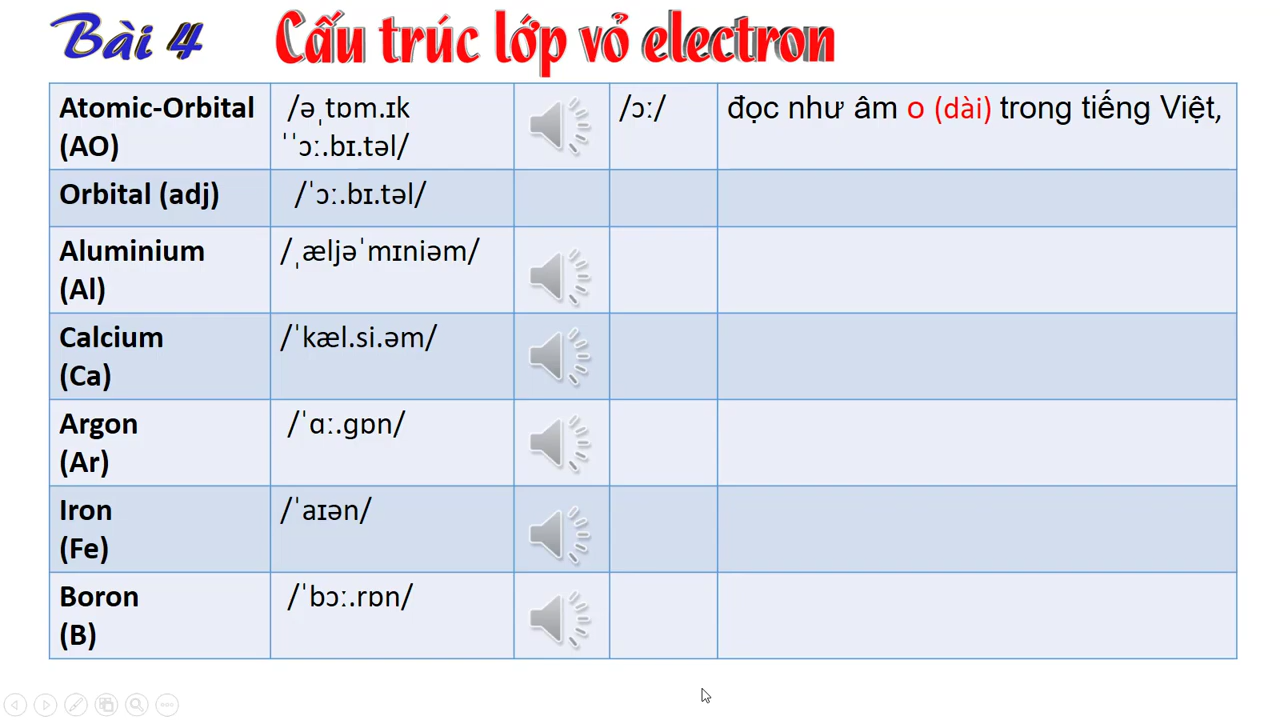 Bài 4 Cấu trúc lớp vỏ electron
Atomic-Orbital /əˌtɒm.ɪk /ɔː/ đọc như âm o (dài) trong tiếng Việt,
(AO) ˈˈɔː.bɪ.təl/
Orbital (adj) /ˈɔː.bɪ.təl/
Aluminium /ˌæljəˈmɪniəm/
(Al)
Calcium /ˈkæl.si.əm/
(Ca)
Argon /ˈɑː.ɡɒn/
(Ar)
Iron /ˈaɪən/
(Fe)
Boron /ˈbɔː.rɒn/
(B)